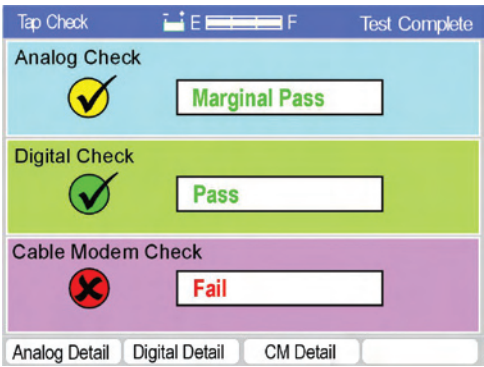 Tap Check E F Test Complete
Analog Check
Marginal Pass
Digital Check
Pass
Cable Modem Check
Fail
Analog Detail Digital Detail CM Detail